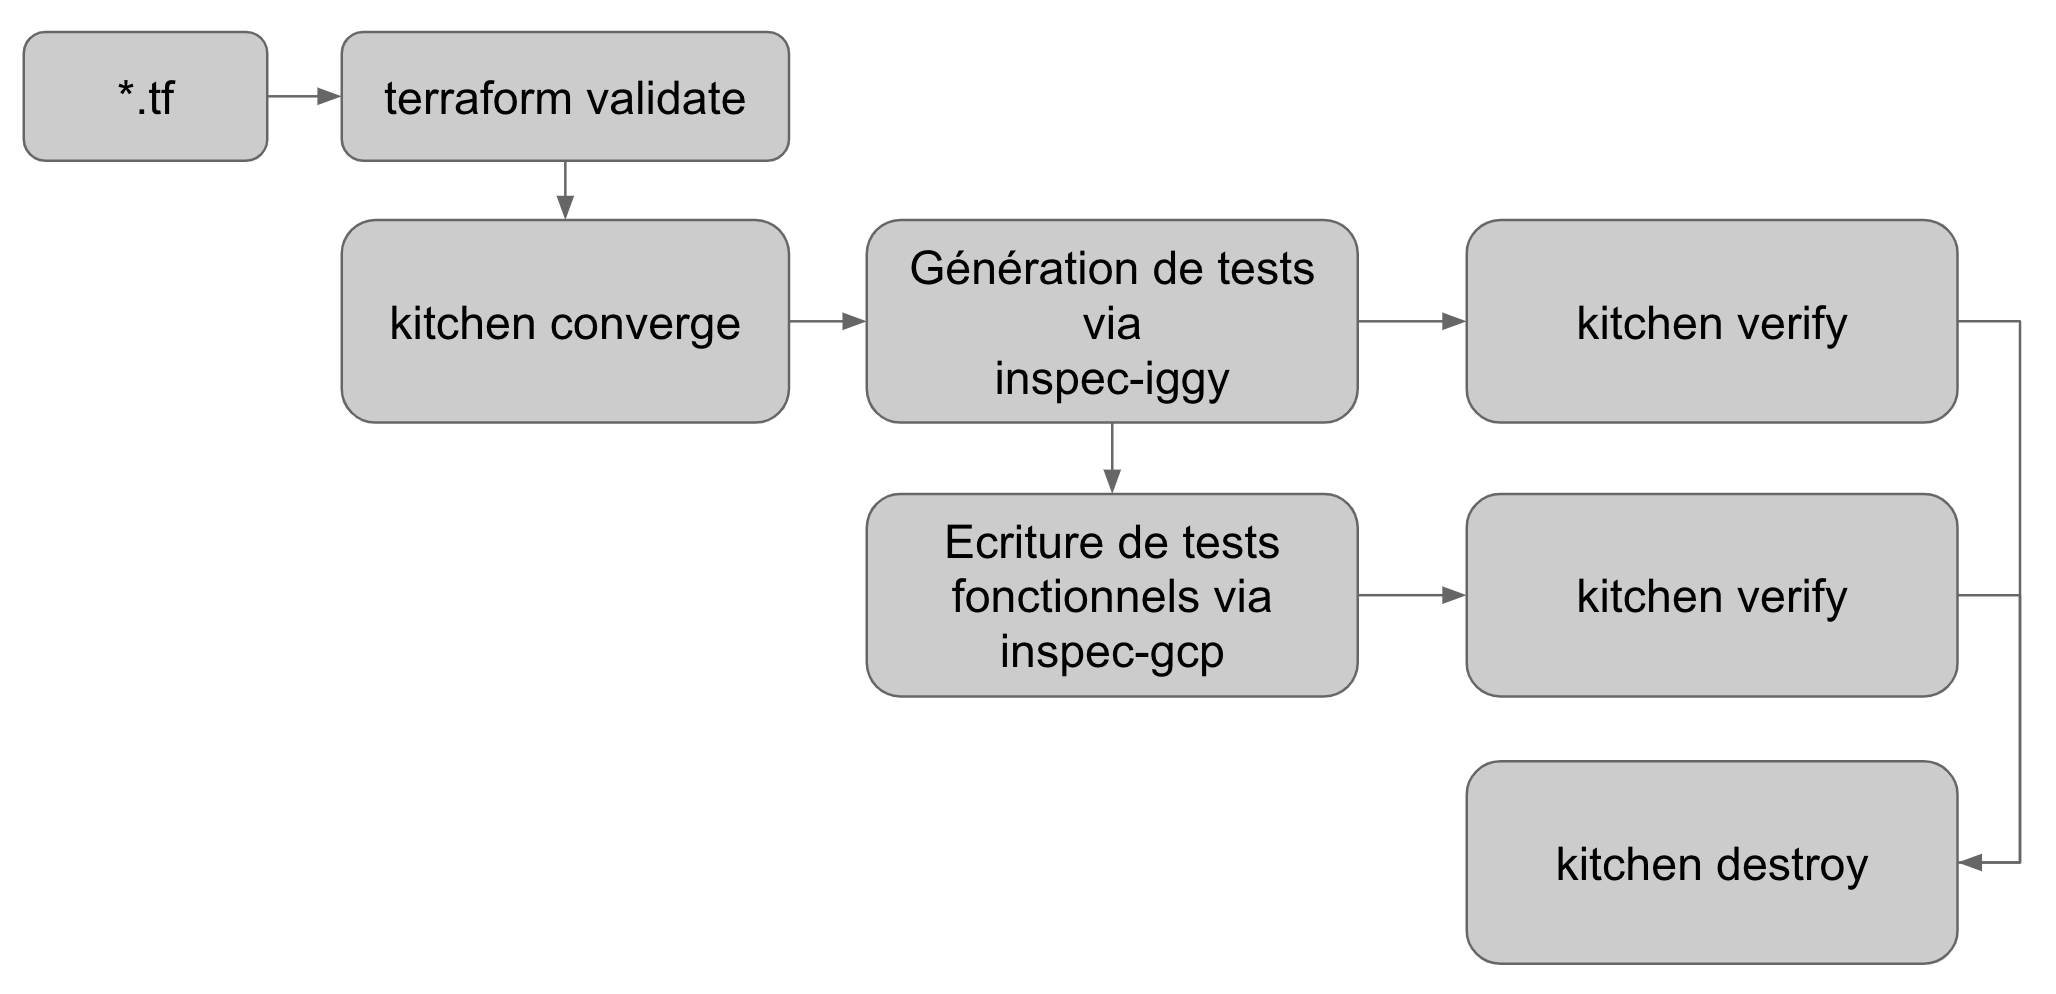 *.tf
terraform validate
kitchen converge
Génération de tests
via
inspec-iggy
kitchen verify
Ecriture de tests
fonctionnels via
inspec-gcp
kitchen verify
kitchen destroy